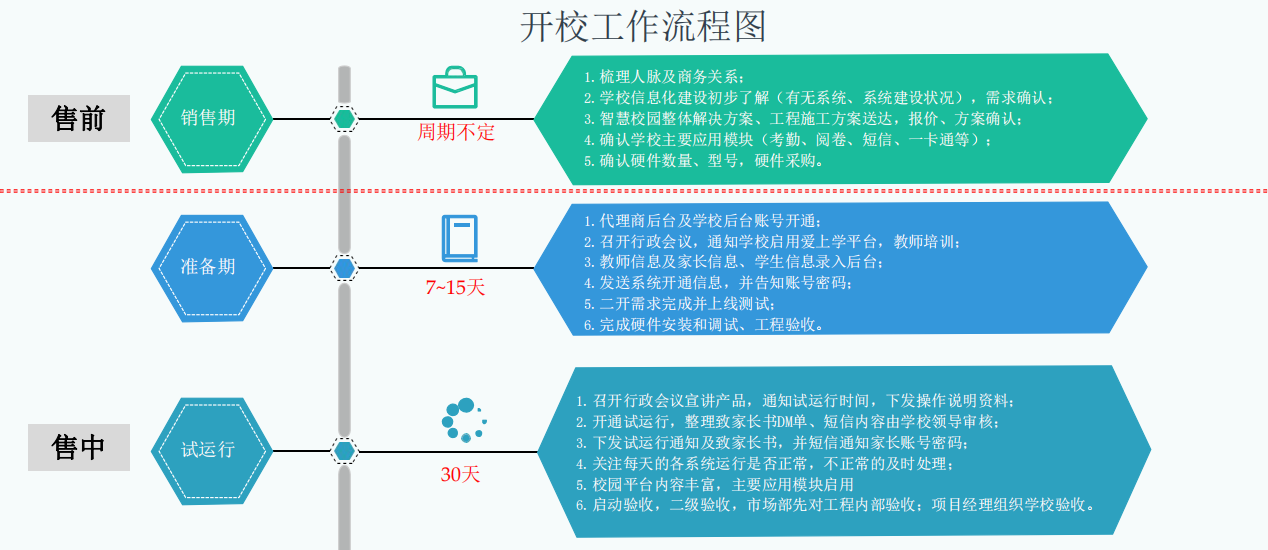 开校工作流程图
售前
销售期
周期不定
1. 梳理人脉及商务关系；
2. 学校信息化建设初步了解（有无系统、系统建设状况），需求确认；
3. 智慧校园整体解决方案、工程施工方案送达，报价、方案确认；
4. 确认学校主要应用模块（考勤、阅卷、短信、一卡通等）；
5. 确认硬件数量、型号，硬件采购。
准备期
7~15天
1. 代理商后台及学校后台账号开通；
2. 召开行政会议，通知学校启用爱上学平台，教师培训；
3. 教师信息及家长信息、学生信息录入后台；
4. 发送系统开通信息，并告知账号密码；
5. 二开需求完成并上线测试；
6. 完成硬件安装和调试、工程验收。
售中
试运行
30天
1. 召开行政会议宣讲产品，通知试运行时间，下发操作说明资料；
2. 开通试运行，整理致家长书DM单、短信内容由学校领导审核；
3. 下发试运行通知及致家长书，并短信通知家长账号密码；
4. 关注每天的各系统运行是否正常，不正常的及时处理；
5. 校园平台内容丰富，主要应用模块启用
6. 启动验收，二级验收，市场部先对工程内部验收；项目经理组织学校验收。